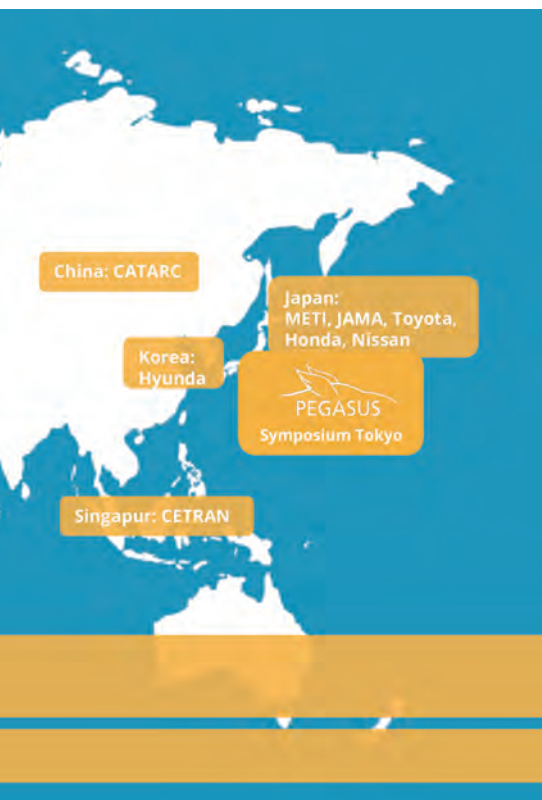 China: CATARC
Japan:
METI, JAMA, Toyota,
Honda, Nissan
Korea:
Hyunda
PEGASUS
Symposium Tokyo
Singapur: CETRAN